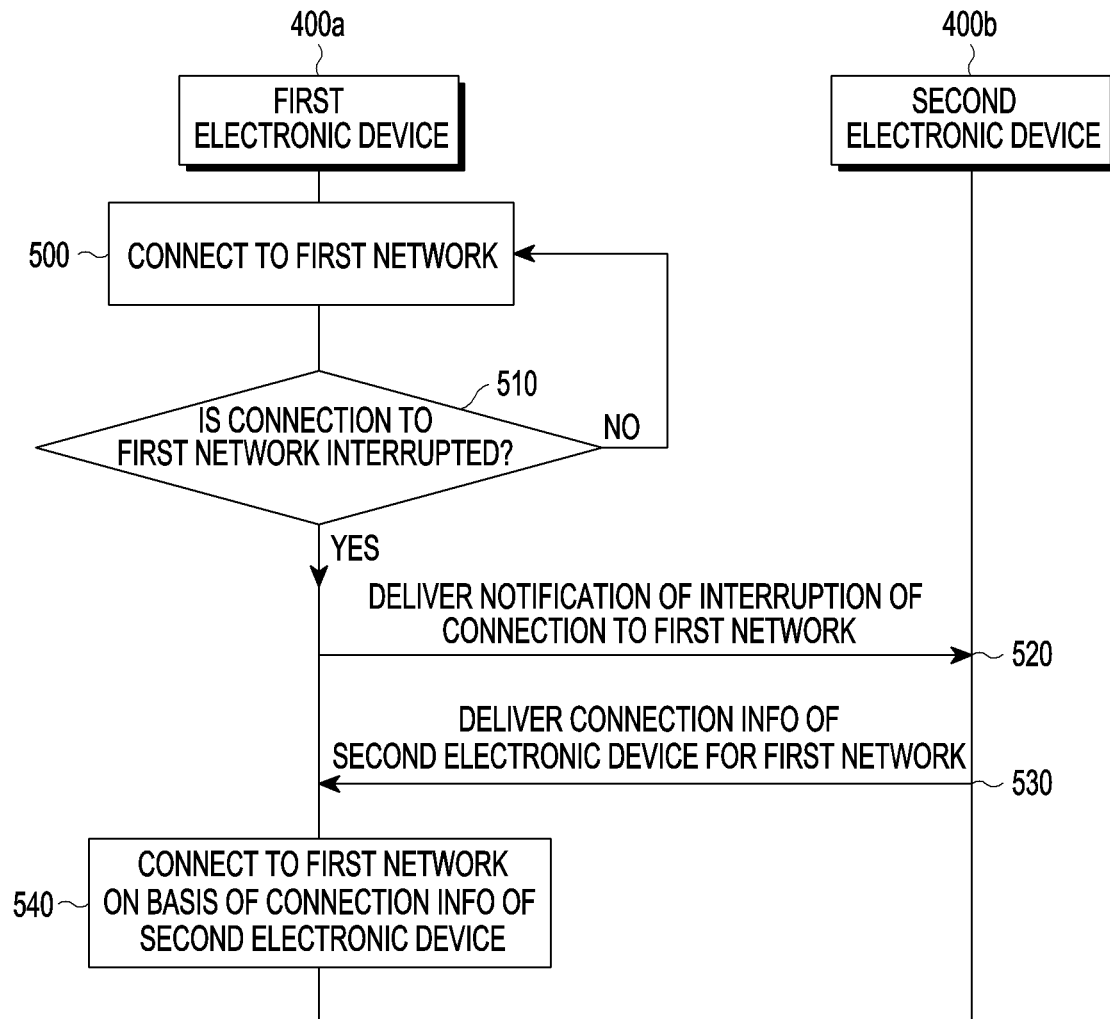 400a
400b
FIRST
ELECTRONIC DEVICE
SECOND
ELECTRONIC DEVICE
500
CONNECT TO FIRST NETWORK
510
IS CONNECTION TO
FIRST NETWORK INTERRUPTED?
NO
YES
DELIVER NOTIFICATION OF INTERRUPTION OF
CONNECTION TO FIRST NETWORK
520
DELIVER CONNECTION INFO OF
SECOND ELECTRONIC DEVICE FOR FIRST NETWORK
530
540
CONNECT TO FIRST NETWORK
ON BASIS OF CONNECTION INFO OF
SECOND ELECTRONIC DEVICE